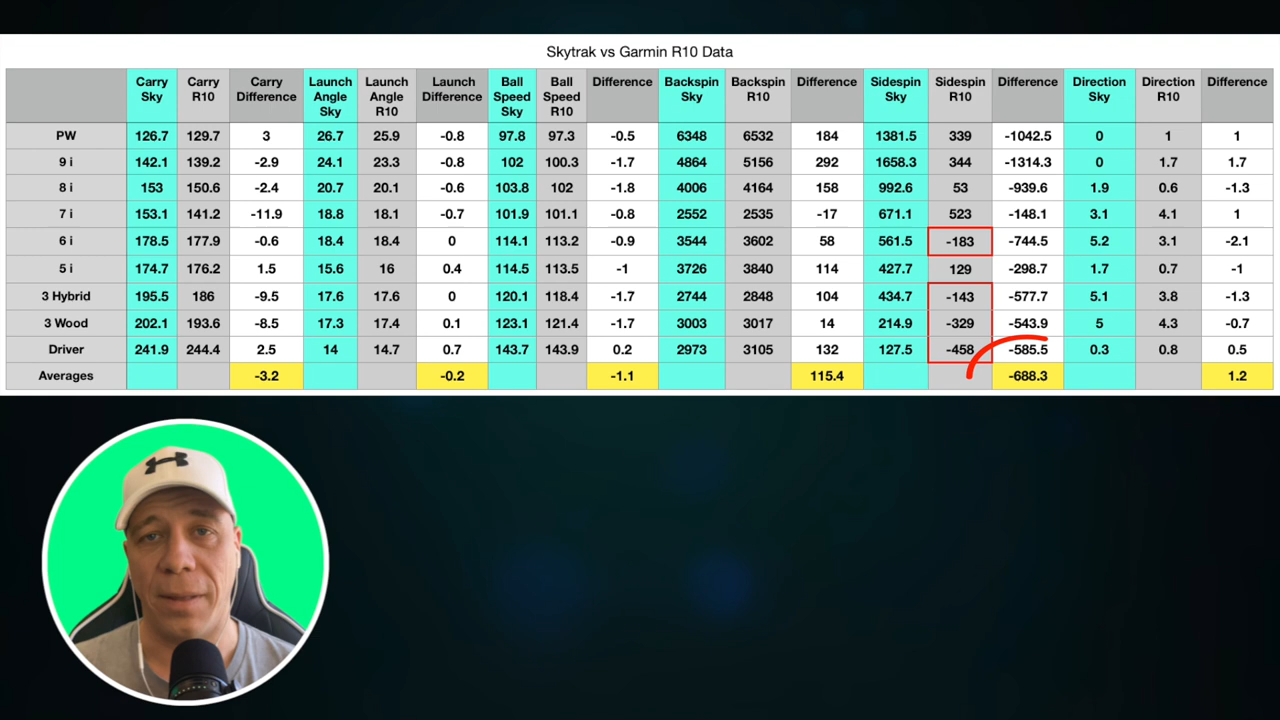 Skytrak vs Garmin R10 Data
Carry Sky Carry R10 Carry Difference Launch Angle Sky Launch Angle R10 Launch Difference Ball Speed Sky Ball Speed R10 Difference Backspin Sky Backspin R10 Difference Sidespin Sky Sidespin R10 Difference Direction Sky Direction R10 Difference
PW 126.7 129.7 3 26.7 25.9 -0.8 97.8 97.3 -0.5 6348 6532 184 1381.5 339 -1042.5 0 1 1
9 i 142.1 139.2 -2.9 24.1 23.3 -0.8 102 100.3 -1.7 4864 5156 292 1658.3 344 -1314.3 0 1.7 1.7
8 i 153 150.6 -2.4 20.7 20.1 -0.6 103.8 102 -1.8 4006 4164 158 992.6 53 -939.6 1.9 0.6 -1.3
7 i 153.1 141.2 -11.9 18.8 18.1 -0.7 101.9 101.1 -0.8 2552 2535 -17 671.1 523 -148.1 3.1 4.1 1
6 i 178.5 177.9 -0.6 18.4 18.4 0 114.1 113.2 -0.9 3544 3602 58 561.5 -183 -744.5 5.2 3.1 -2.1
5 i 174.7 176.2 1.5 15.6 16 0.4 114.5 113.5 -1 3726 3840 114 427.7 129 -298.7 1.7 0.7 -1
3 Hybrid 195.5 186 -9.5 17.6 17.6 0 120.1 118.4 -1.7 2744 2848 104 434.7 -143 -577.7 5.1 3.8 -1.3
3 Wood 202.1 193.6 -8.5 17.3 17.4 0.1 123.1 121.4 -1.7 3003 3017 14 214.9 -329 -543.9 5 4.3 -0.7
Driver 241.9 244.4 2.5 14 14.7 0.7 143.7 143.9 0.2 2973 3105 132 127.5 -458 -585.5 0.3 0.8 0.5
Averages -3.2 -0.2 -1.1 115.4 -688.3 1.2